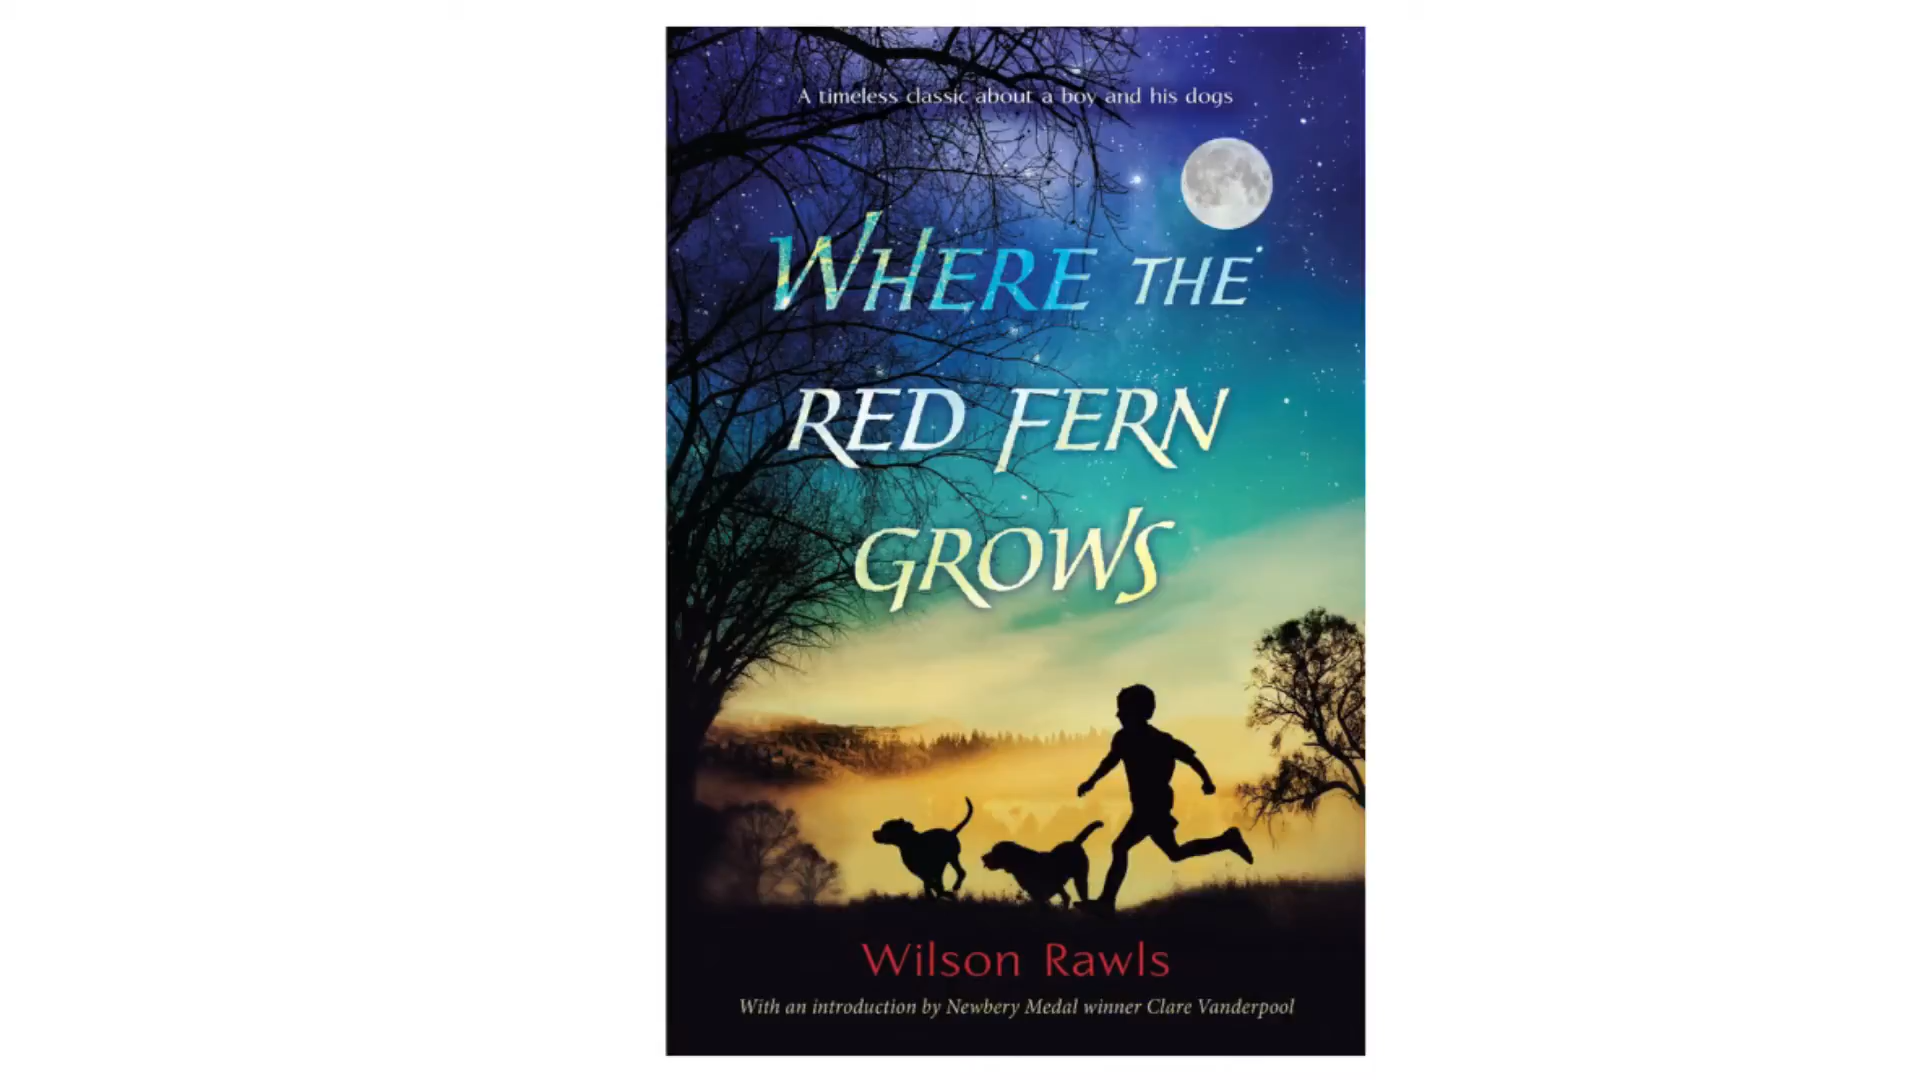 A timeless classic about a boy and his dogs
WHERE THE
RED FERN
GROWS
Wilson Rawls
With an introduction by Newbery Medal winner Clare Vanderpool